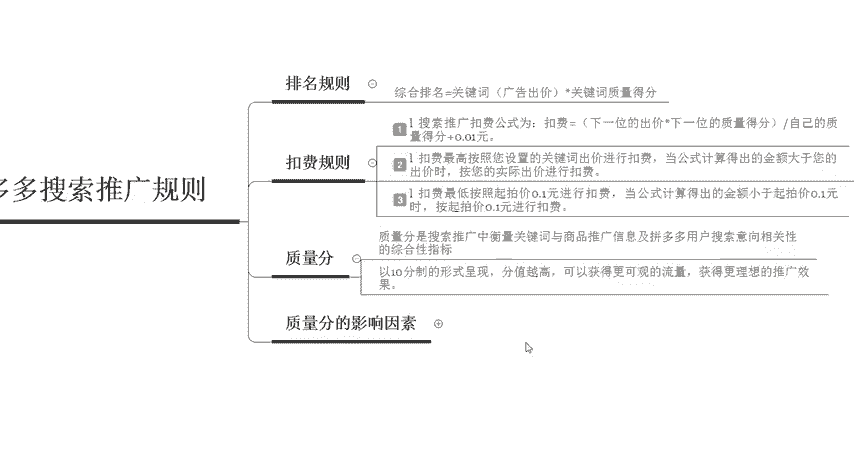 多多搜索推广规则
排名规则
综合排名=关键词（广告出价）*关键词质量得分
扣费规则
1 l 搜索推广扣费公式为：扣费=（下一位的出价*下一位的质量得分）/自己的质
量得分+0.01元。
2 l 扣费最高按照您设置的关键词出价进行扣费，当公式计算得出的金额大于您的
出价时，按您的实际出价进行扣费。
3 l 扣费最低按照起拍价0.1元进行扣费，当公式计算得出的金额小于起拍价0.1元
时，按起拍价0.1元进行扣费。
质量分
质量分是搜索推广中衡量关键词与商品推广信息及拼多多用户搜索意向相关性
的综合性指标
以10分制的形式呈现，分值越高，可以获得更可观的流量，获得更理想的推广效
果。
质量分的影响因素